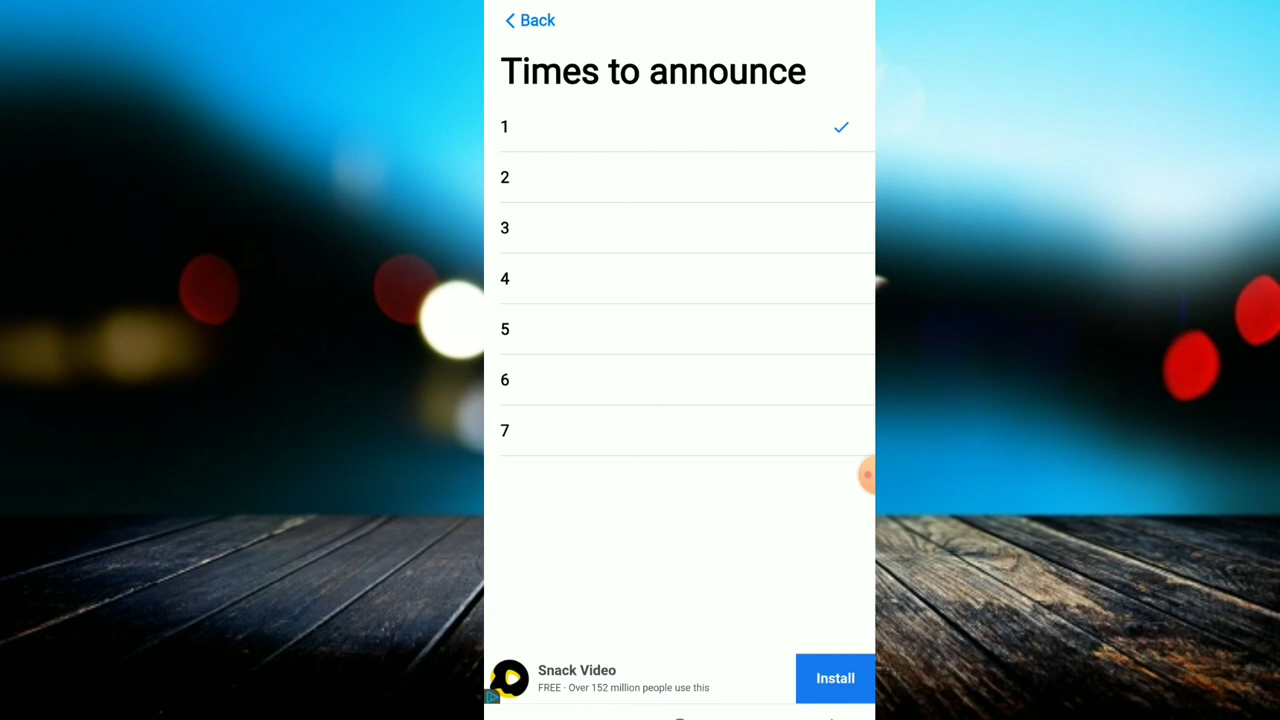 Back
Times to announce
1
2
3
4
5
6
7
Snack Video
FREE · Over 152 million people use this
Install